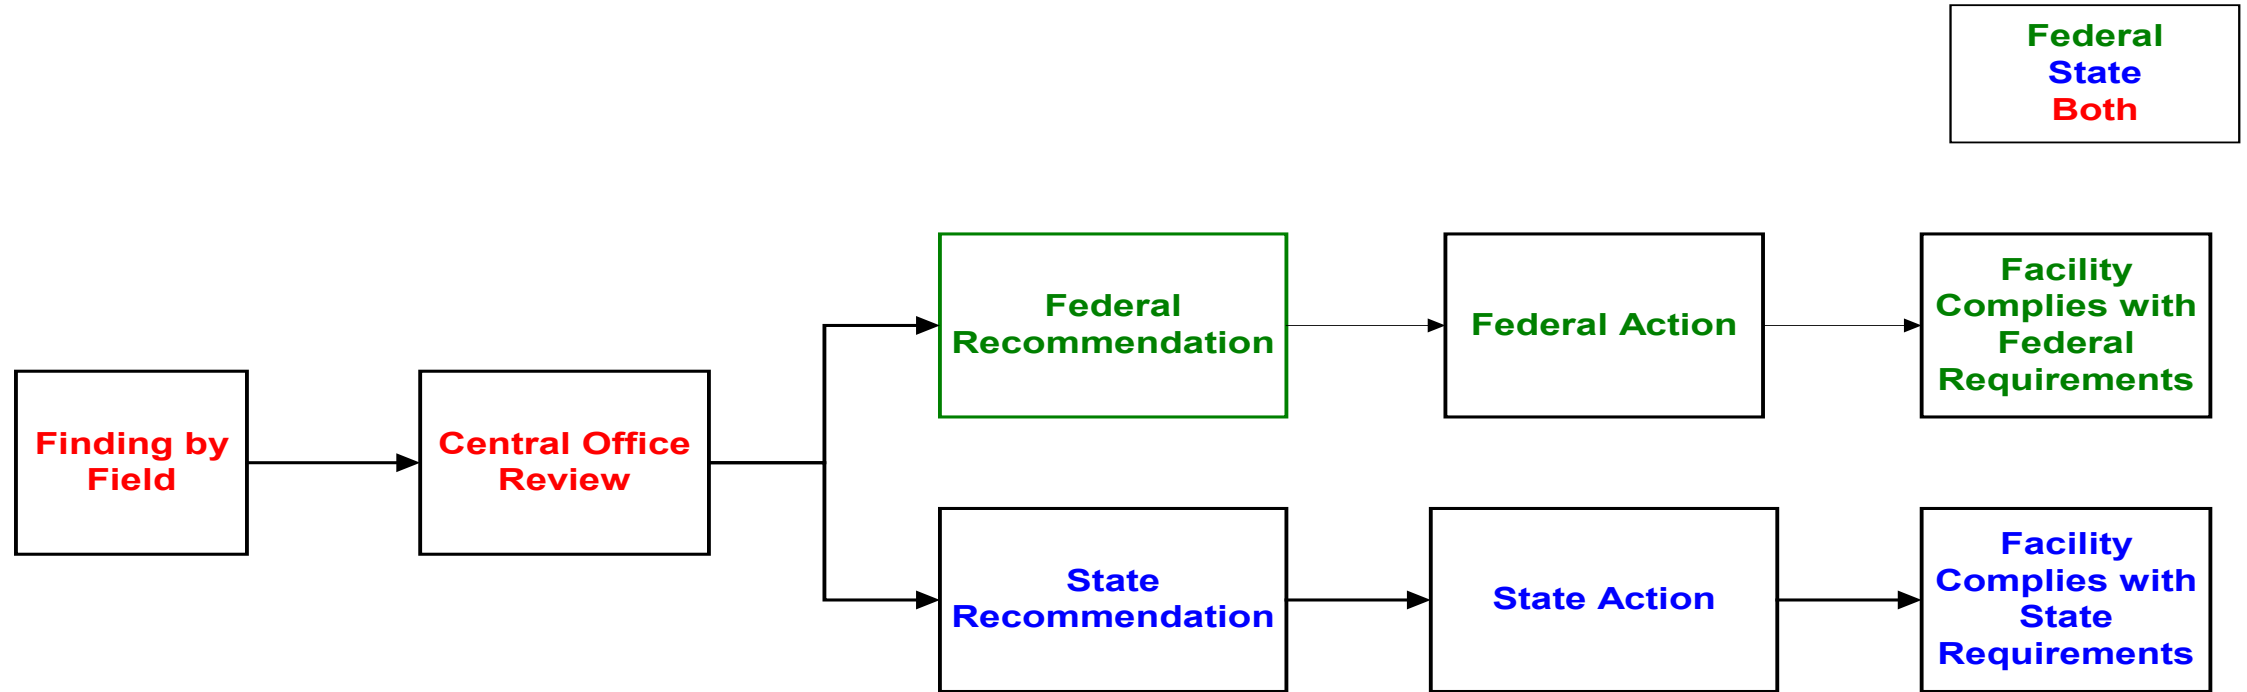 Federal
State
Both
Finding by
Field
Central Office
Review
Federal
Recommendation
Federal Action
Facility
Complies with
Federal
Requirements
State
Recommendation
State Action
Facility
Complies with
State
Requirements